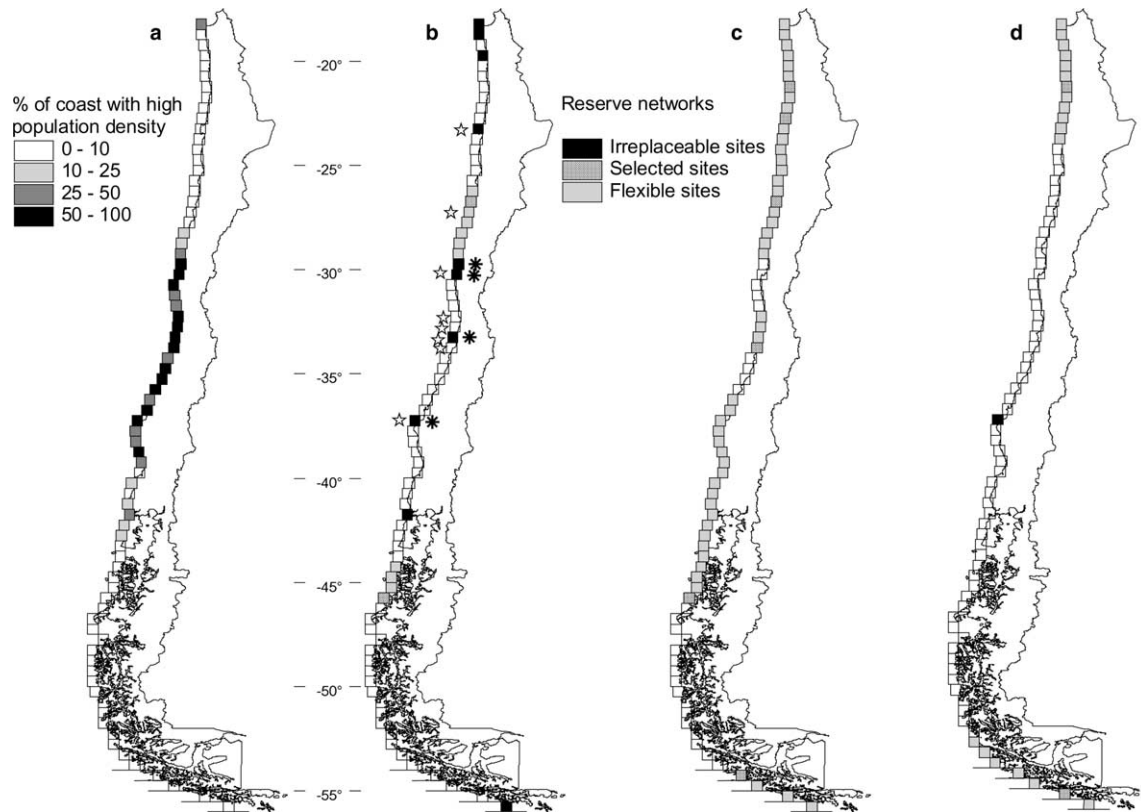 a
b
c
d
% of coast with high
population density
0 - 10
10 - 25
25 - 50
50 - 100
-20°
-25°
-30°
-35°
-40°
-45°
-50°
-55°
Reserve networks
Irreplaceable sites
Selected sites
Flexible sites